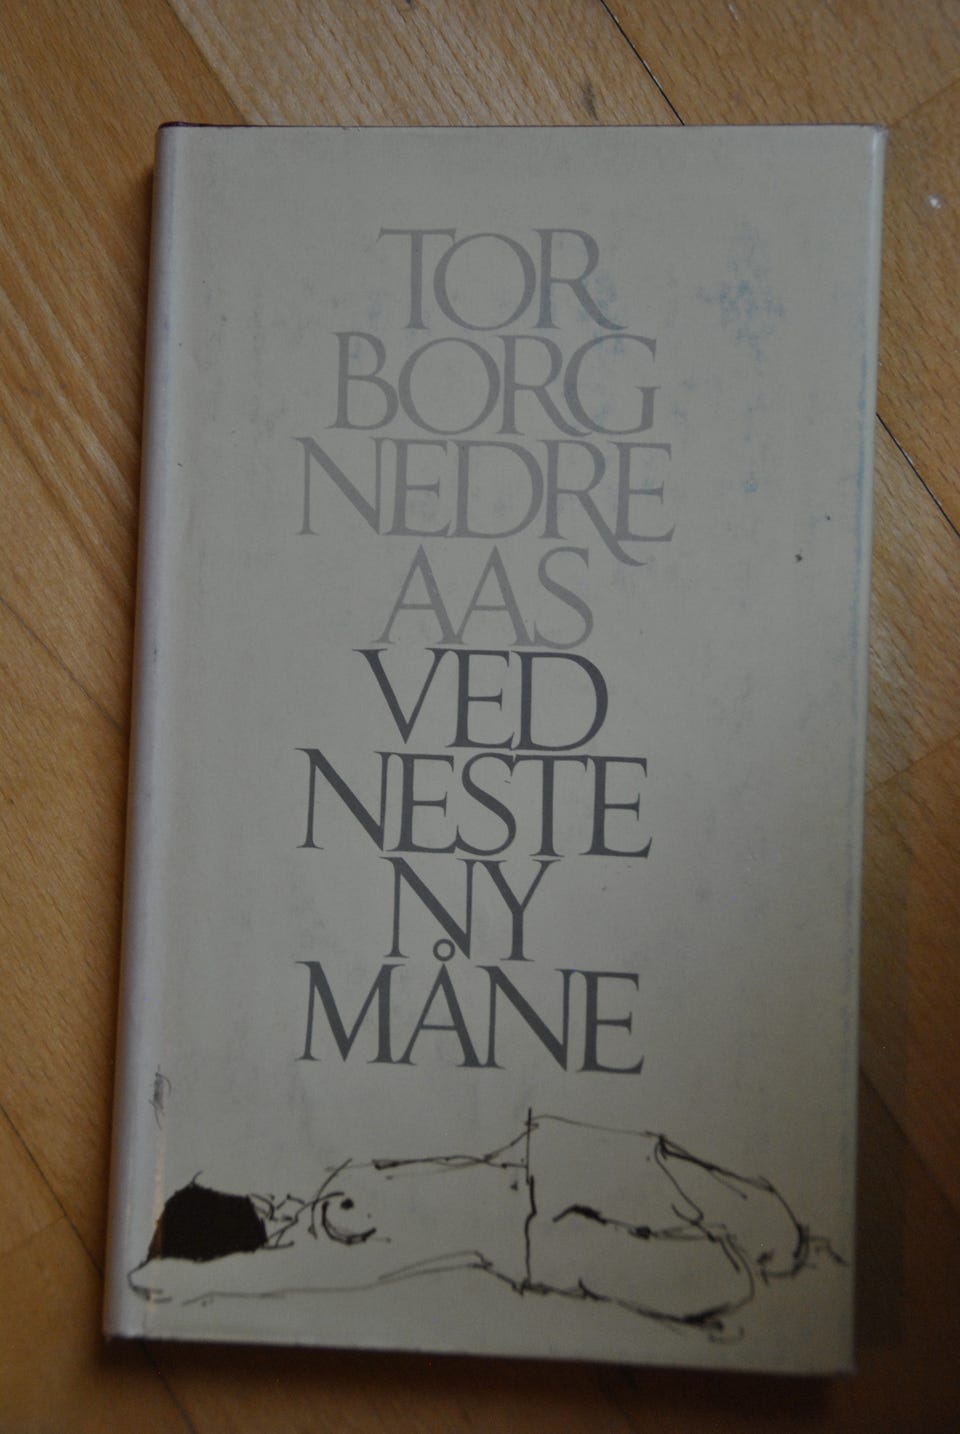 TOR
BORG
NEDRE
AAS
VED
NESTE
NY
MÅNE